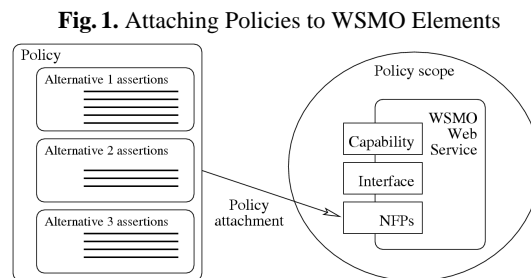 Fig. 1. Attaching Policies to WSMO Elements
Policy
Alternative 1 assertions
Alternative 2 assertions
Alternative 3 assertions
Policy
attachment
Policy scope
WSMO
Web
Service
Capability
Interface
NFPs